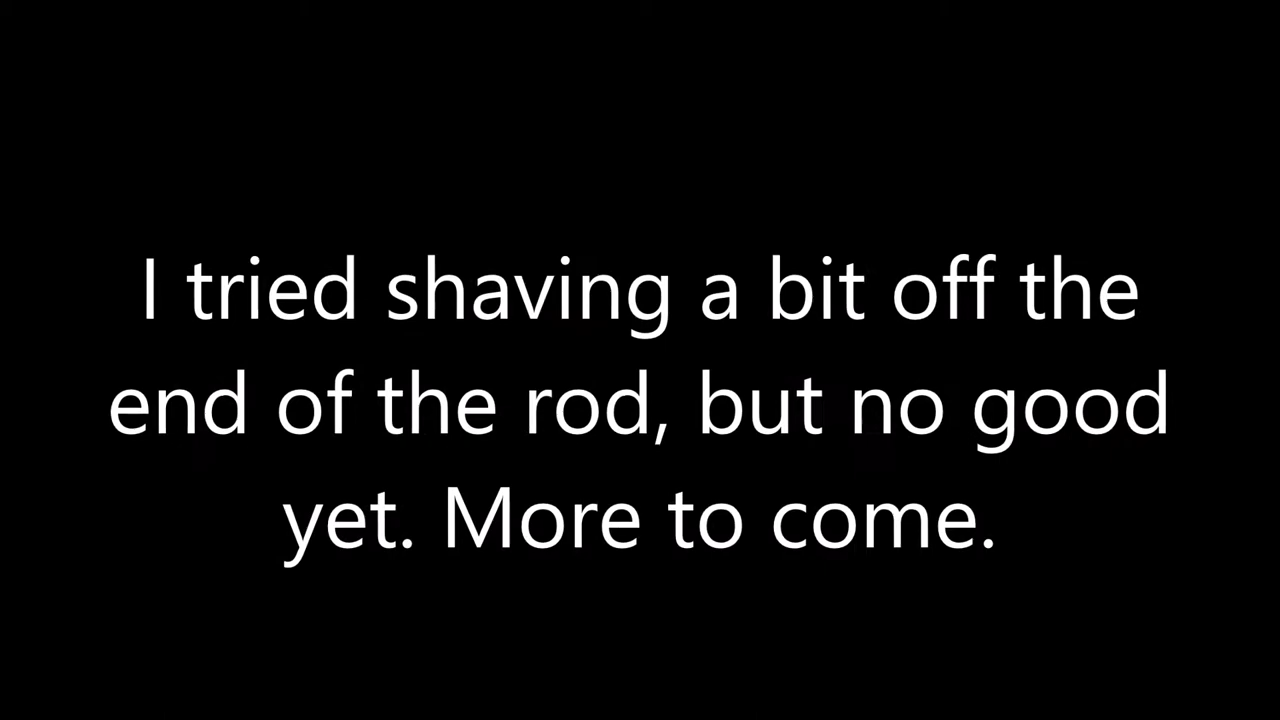 I tried shaving a bit off the
end of the rod, but no good
yet. More to come.